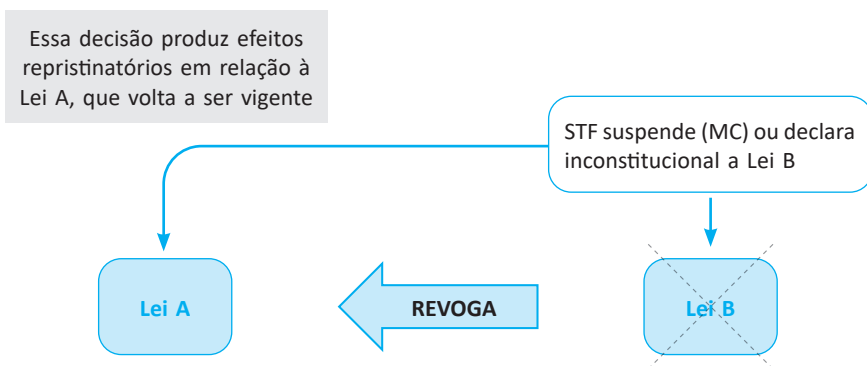 Essa decisão produz efeitos
repristinatórios em relação à
Lei A, que volta a ser vigente
STF suspende (MC) ou declara
inconstitucional a Lei B
Lei A
REVOGA
Lei B